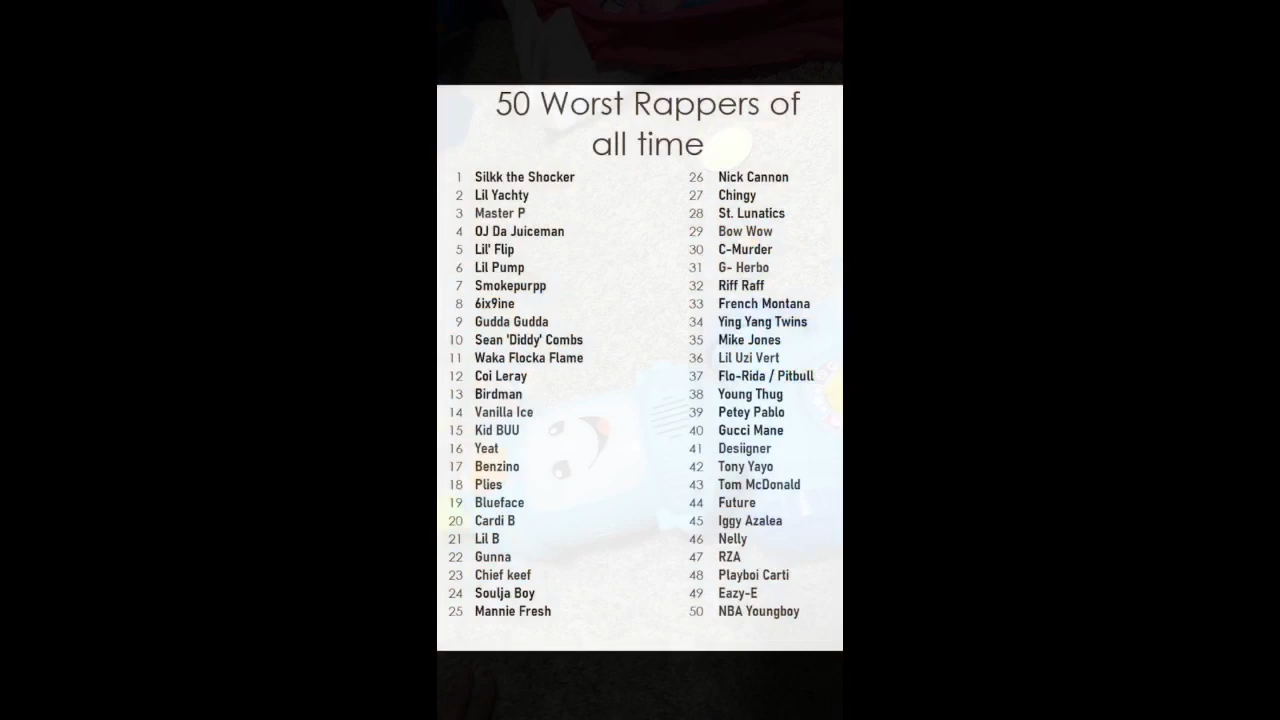 50 Worst Rappers of
all time
1 Silkk the Shocker
2 Lil Yachty
3 Master P
4 OJ Da Juiceman
5 Lil' Flip
6 Lil Pump
7 Smokepurpp
8 6ix9ine
9 Gudda Gudda
10 Sean 'Diddy' Combs
11 Waka Flocka Flame
12 Coi Leray
13 Birdman
14 Vanilla Ice
15 Kid BUU
16 Yeat
17 Benzino
18 Plies
19 Blueface
20 Cardi B
21 Lil B
22 Gunna
23 Chief keef
24 Soulja Boy
25 Mannie Fresh
26 Nick Cannon
27 Chingy
28 St. Lunatics
29 Bow Wow
30 C-Murder
31 G- Herbo
32 Riff Raff
33 French Montana
34 Ying Yang Twins
35 Mike Jones
36 Lil Uzi Vert
37 Flo-Rida / Pitbull
38 Young Thug
39 Petey Pablo
40 Gucci Mane
41 Desiigner
42 Tony Yayo
43 Tom McDonald
44 Future
45 Iggy Azalea
46 Nelly
47 RZA
48 Playboi Carti
49 Eazy-E
50 NBA Youngboy